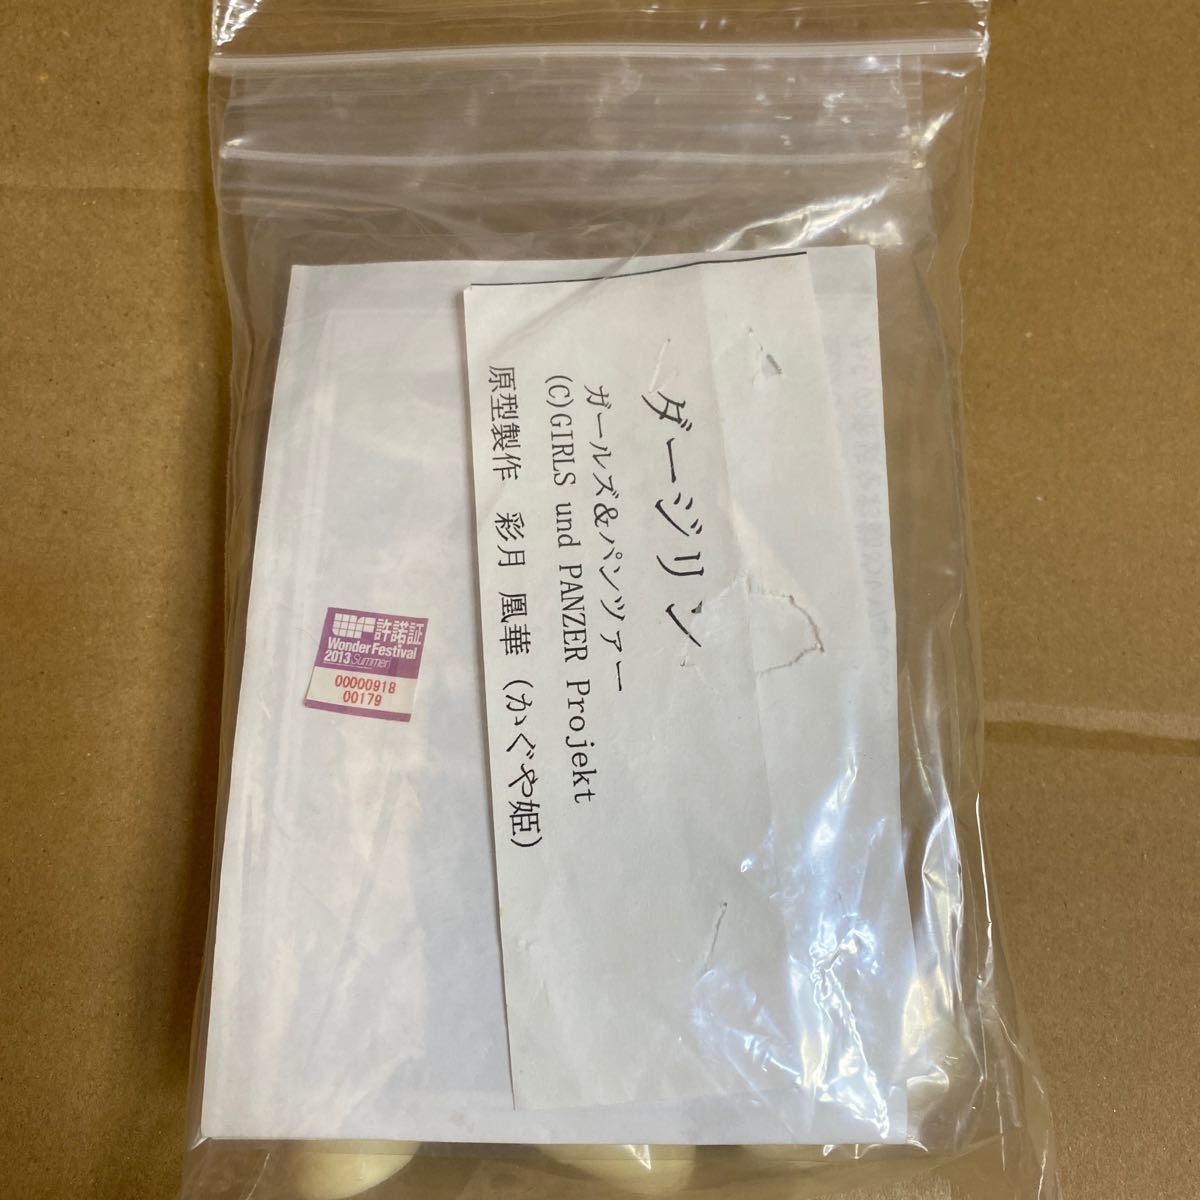 ダージリン
ガールズ&パンツァー
(C)GIRLS und PANZER Projekt
原型製作　彩月 凰華 (かぐや姫)
許諾証
Wonder Festival
2013 Summer
00000918
00179